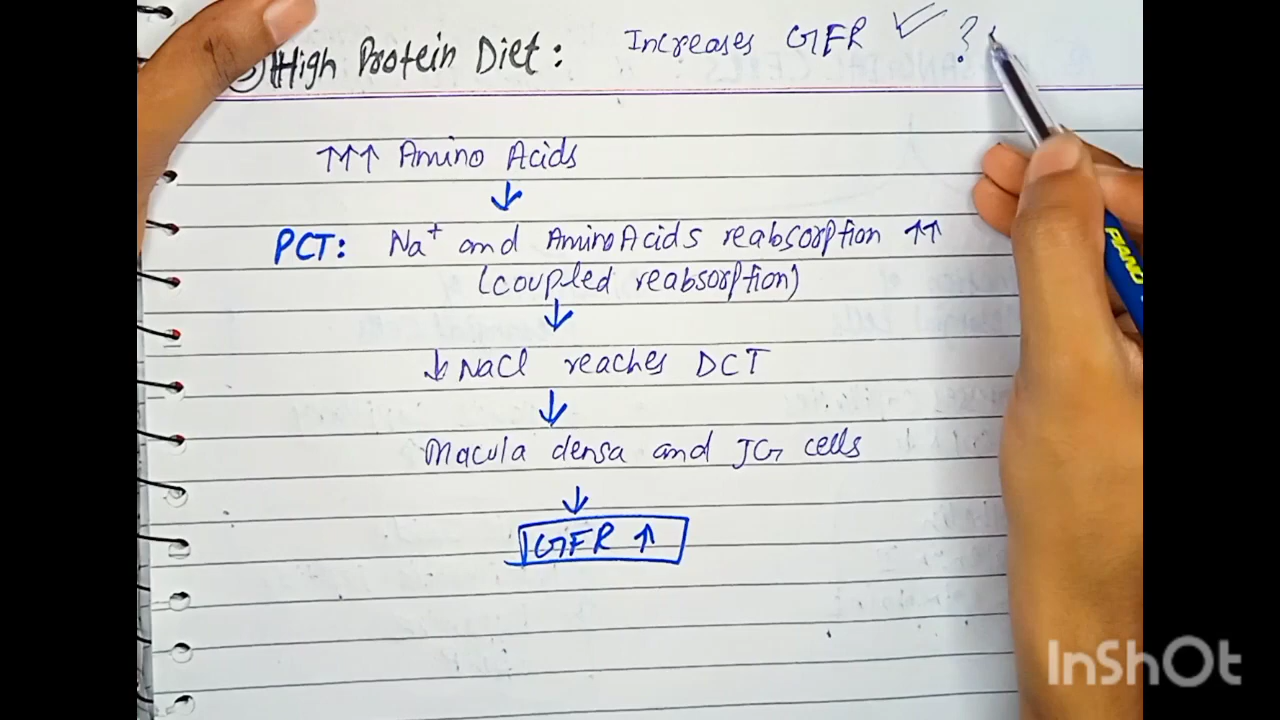 High Protein Diet: Increases GFR ✓ ?
↑↑↑ Amino Acids
↓
PCT: Na⁺ and Amino Acids reabsorption ↑↑
(coupled reabsorption)
↓
↓ NaCl reaches DCT
↓
Macula densa and JG cells
↓
GFR ↑
PIANO
InShOt